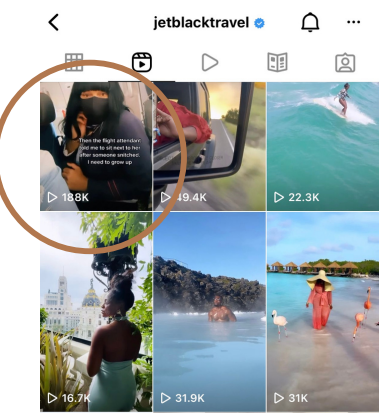 jetblacktravel
Then the flight attendant
told me to sit next to her
after someone snitched.
I need to grow up
188K
49.4K
22.3K
16.7K
31.9K
31K